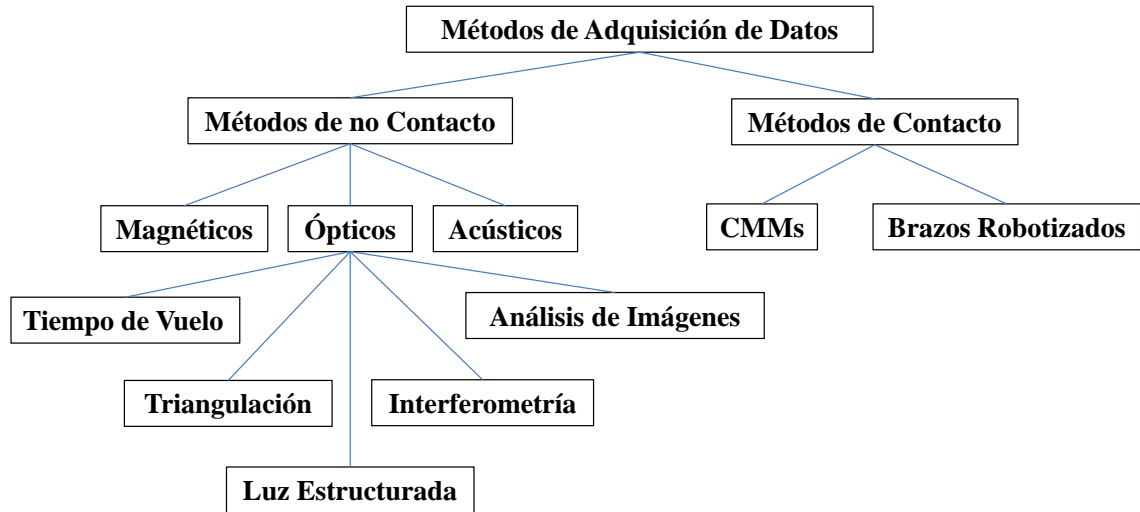 Métodos de Adquisición de Datos
Métodos de no Contacto
Métodos de Contacto
Magnéticos
Ópticos
Acústicos
CMMs
Brazos Robotizados
Tiempo de Vuelo
Análisis de Imágenes
Triangulación
Interferometría
Luz Estructurada